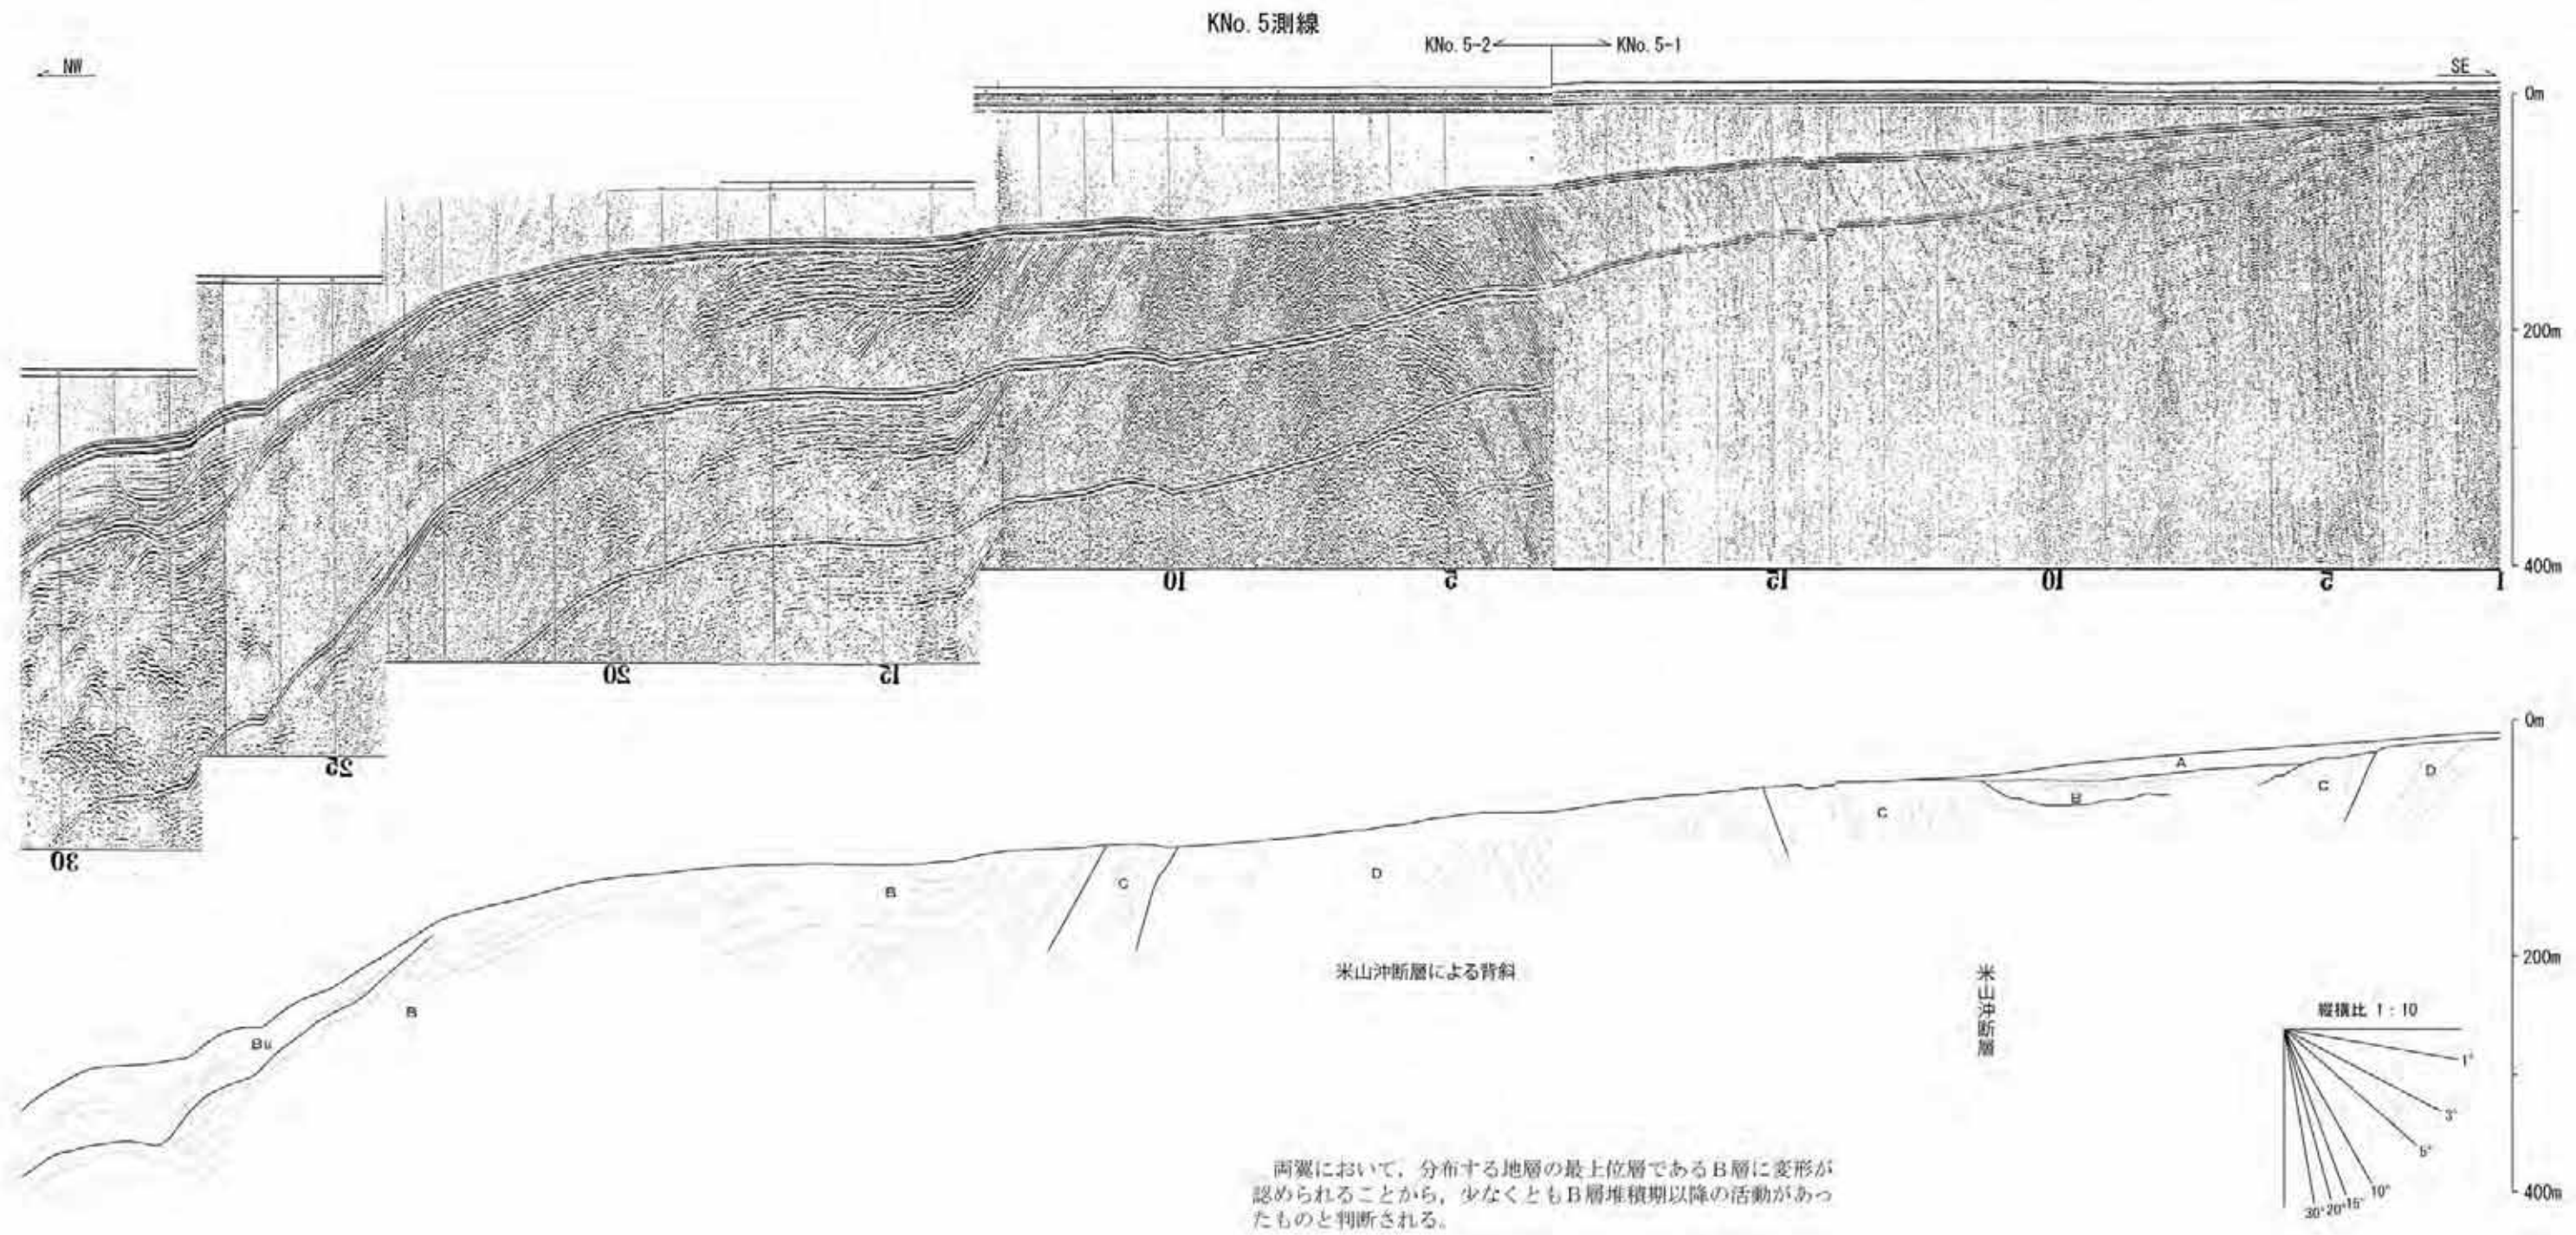 KNo. 5測線
KNo. 5-2
KNo. 5-1
NW
SE
0m
200m
400m
10
5
15
10
5
1
20
15
25
30
0m
A
D
C
B
C
B
C
D
200m
B
Bu
米山沖断層による背斜
米山沖断層
縦横比 1 : 10
1°
3°
5°
10°
15°
20°
30°
400m
両翼において，分布する地層の最上位層であるB層に変形が
認められることから，少なくともB層堆積期以降の活動があっ
たものと判断される。